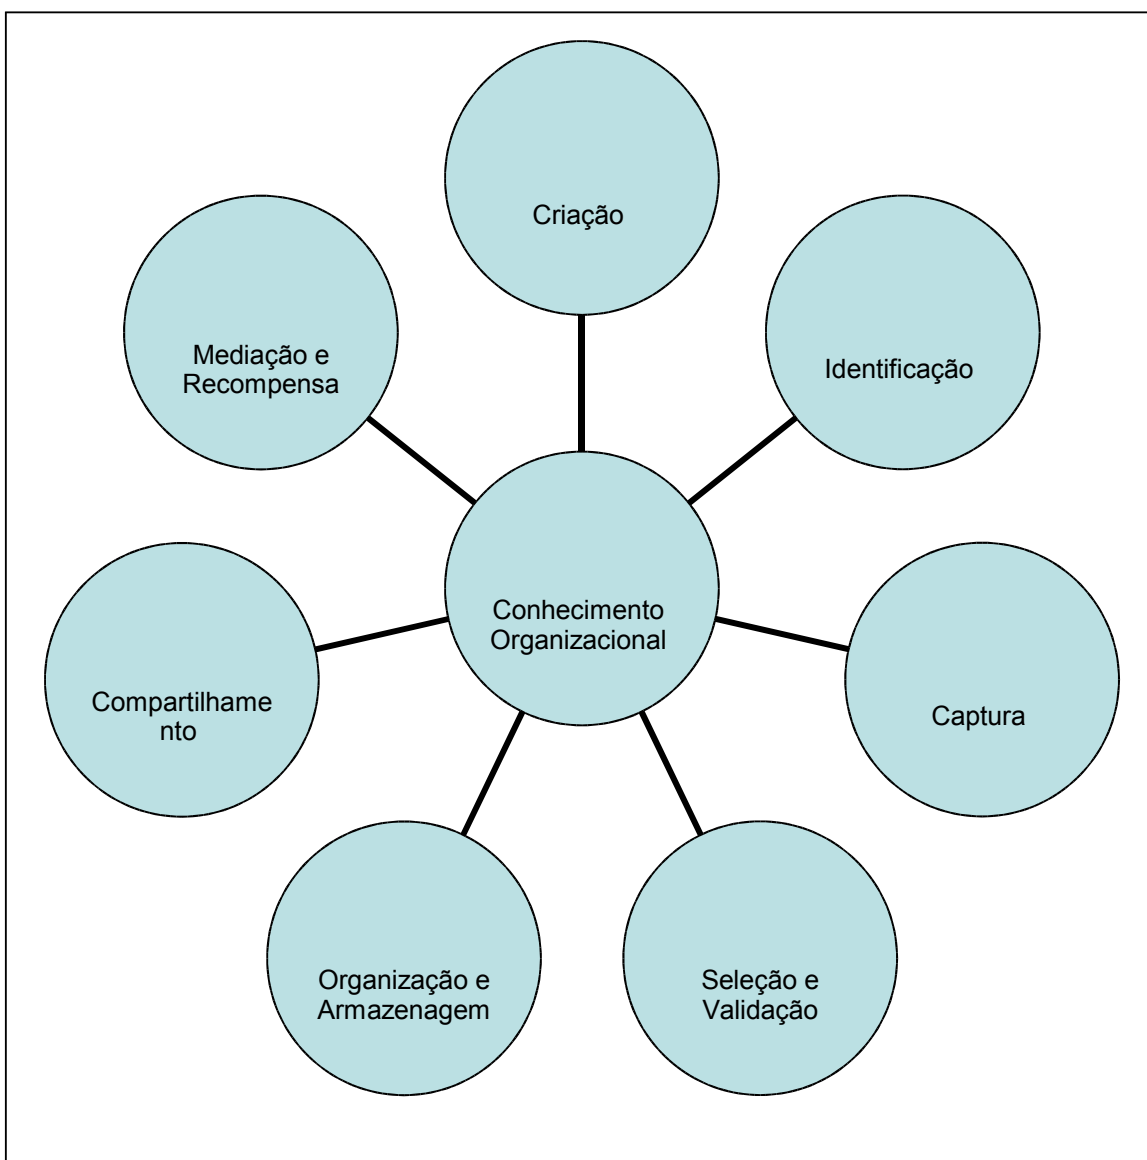 Criação
Mediação e
Recompensa
Identificação
Conhecimento
Organizacional
Compartilhame
nto
Captura
Organização e
Armazenagem
Seleção e
Validação